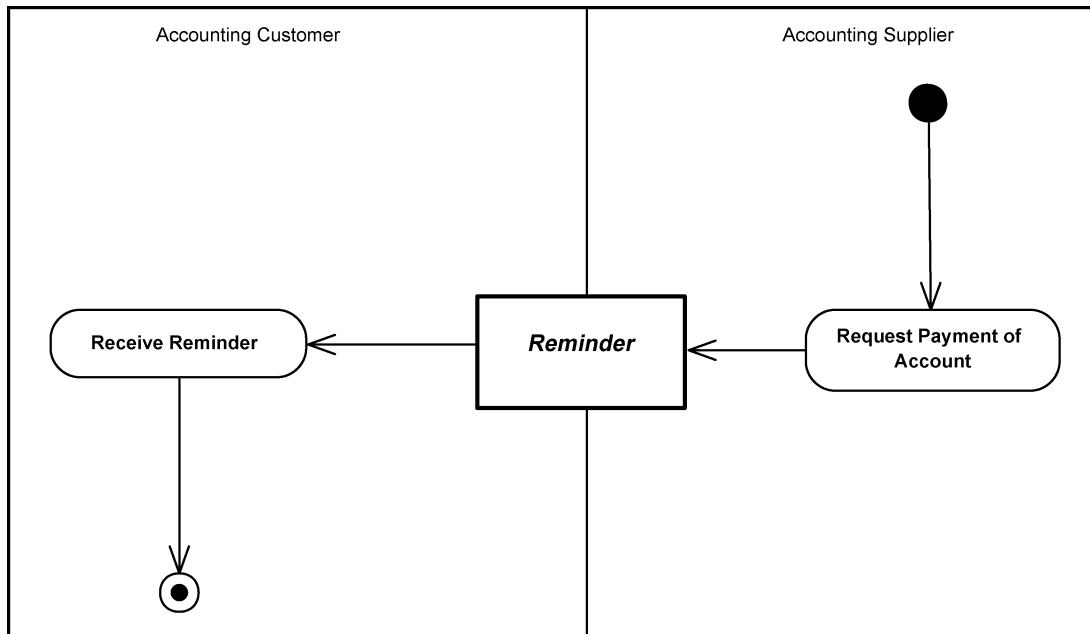 Accounting Customer
Accounting Supplier
Receive Reminder
Reminder
Request Payment of
Account